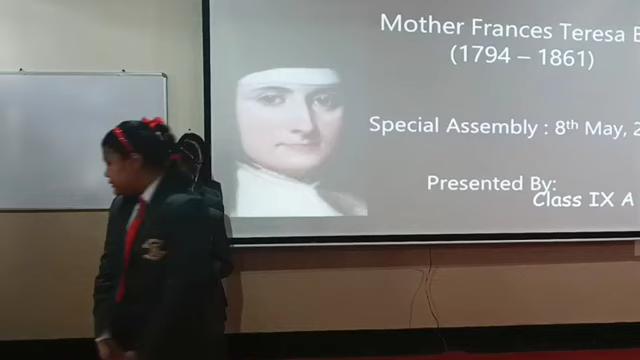 Mother Frances Teresa
(1794 – 1861)
Special Assembly : 8th May,
Presented By:
Class IX A